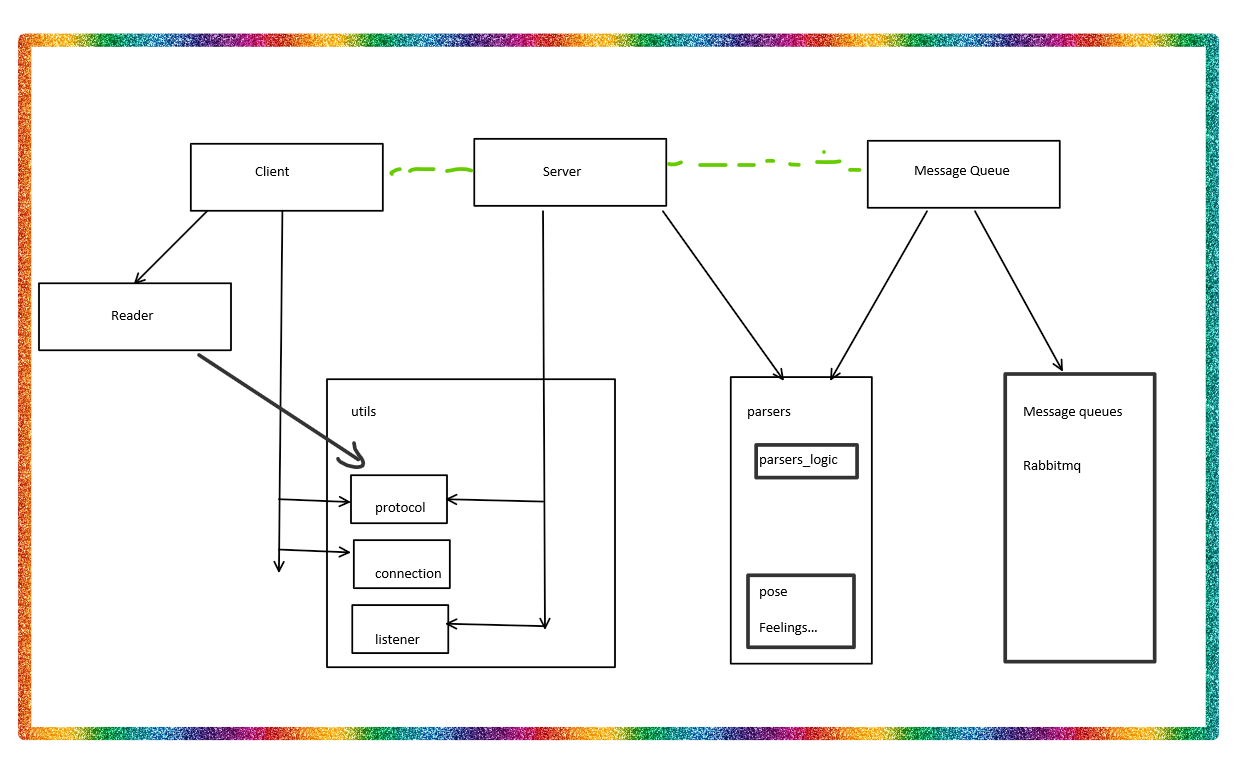 Client
Server
Message Queue
Reader
utils
protocol
connection
listener
parsers
parsers_logic
pose
Feelings...
Message queues
Rabbitmq